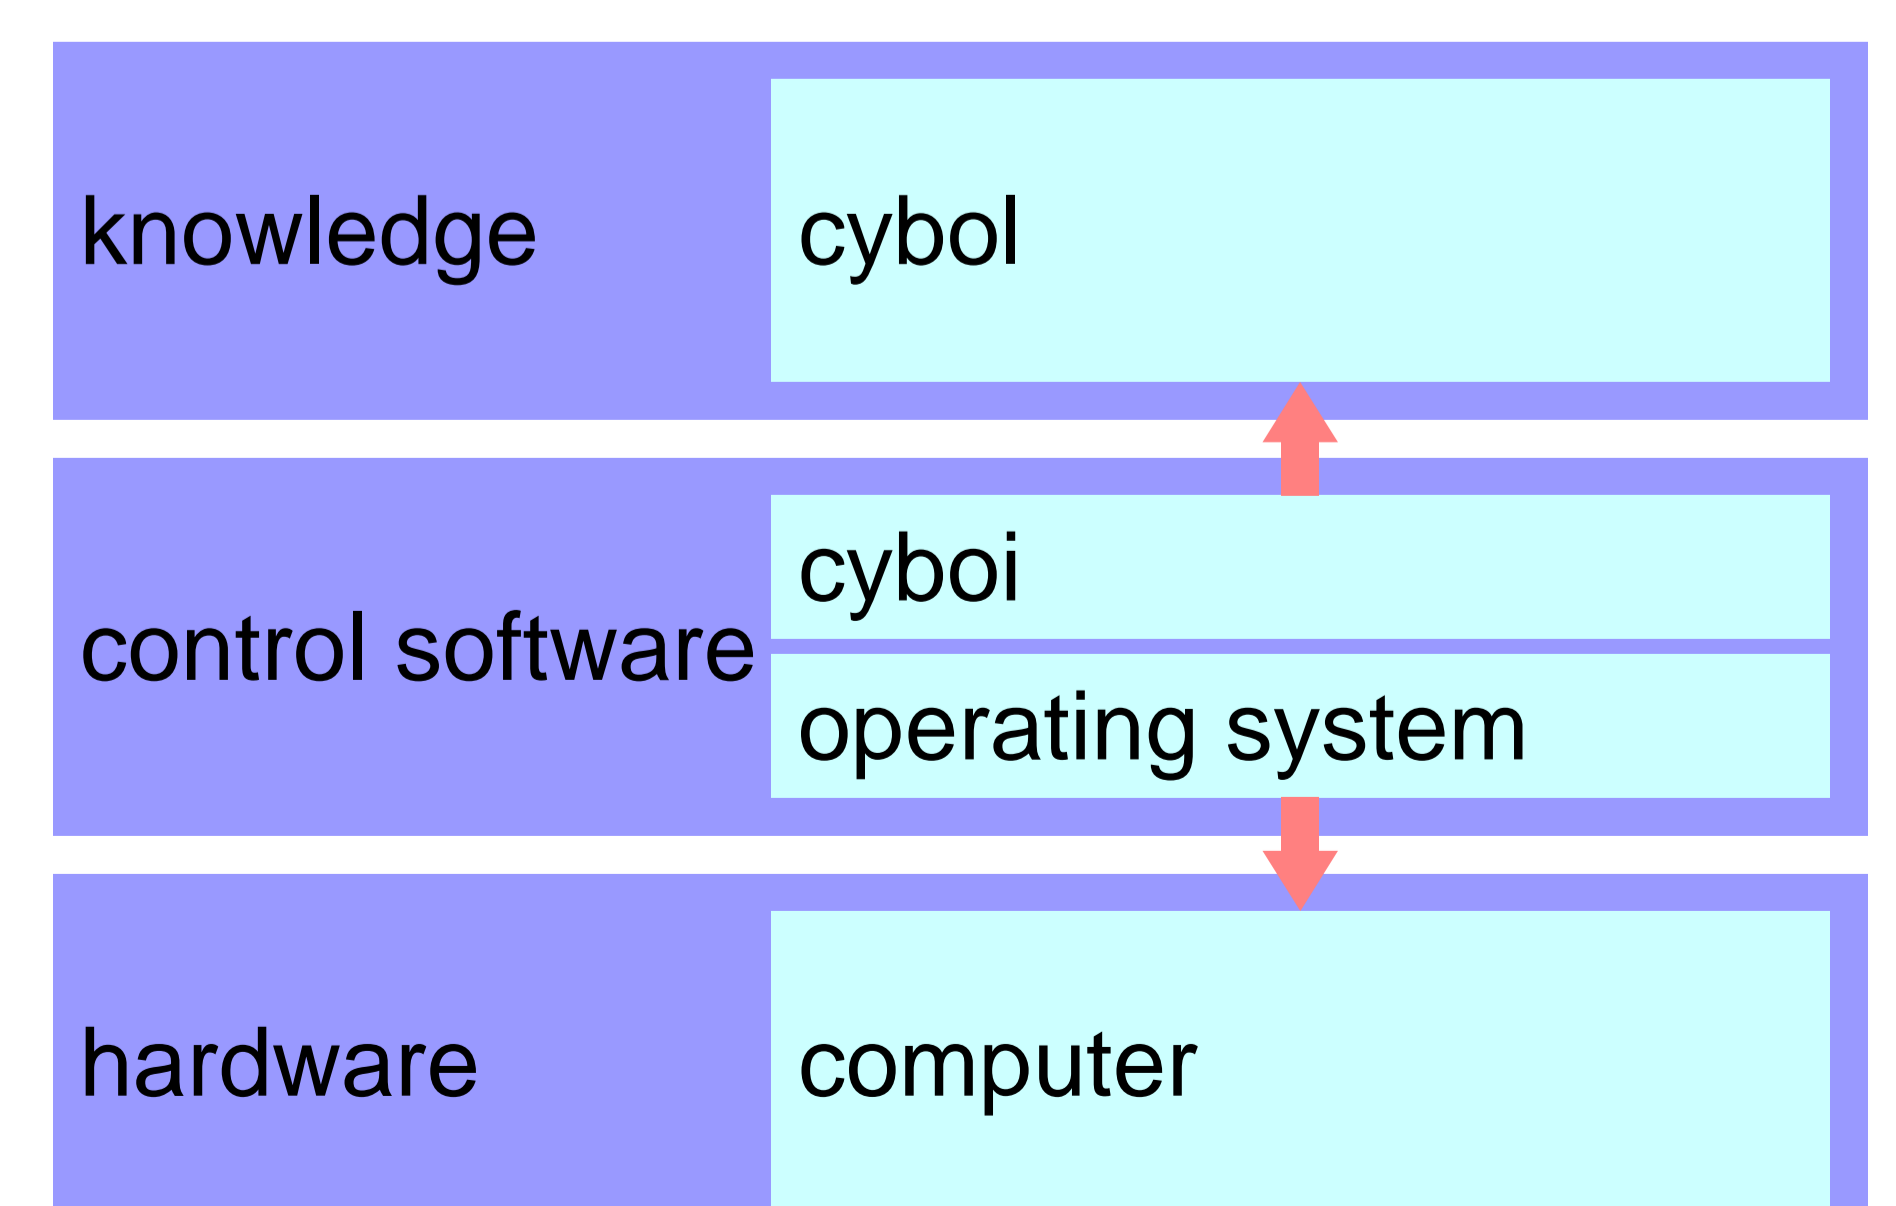 knowledge
cybol
control software
cyboi
operating system
hardware
computer